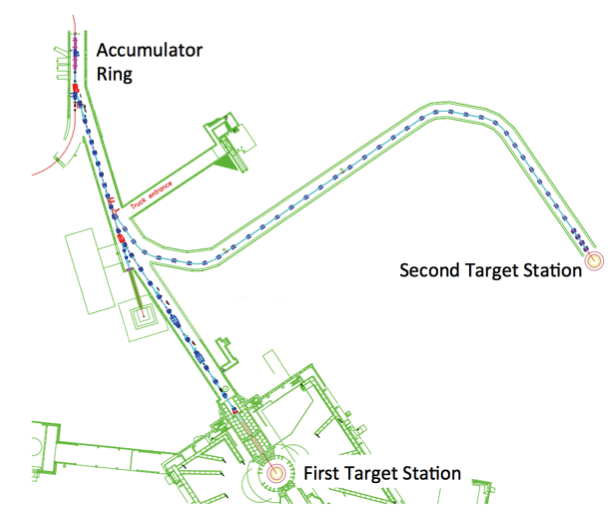 Accumulator
Ring
Truck entrance
Second Target Station
First Target Station